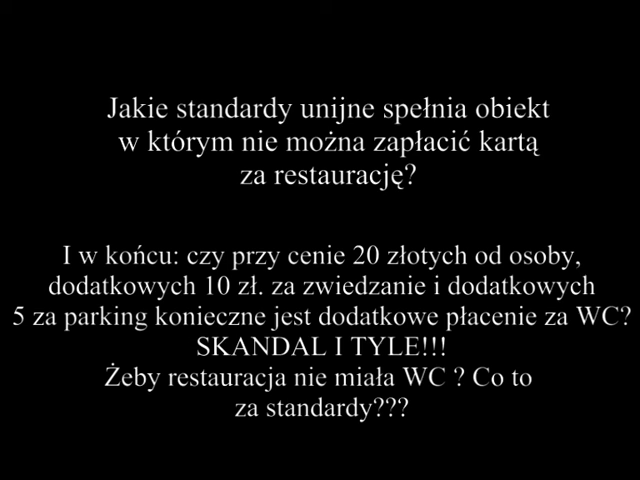 Jakie standardy unijne spełnia obiekt
w którym nie można zapłacić kartą
za restaurację?
I w końcu: czy przy cenie 20 złotych od osoby,
dodatkowych 10 zł. za zwiedzanie i dodatkowych
5 za parking konieczne jest dodatkowe płacenie za WC?
SKANDAL I TYLE!!!
Żeby restauracja nie miała WC ? Co to
za standardy???